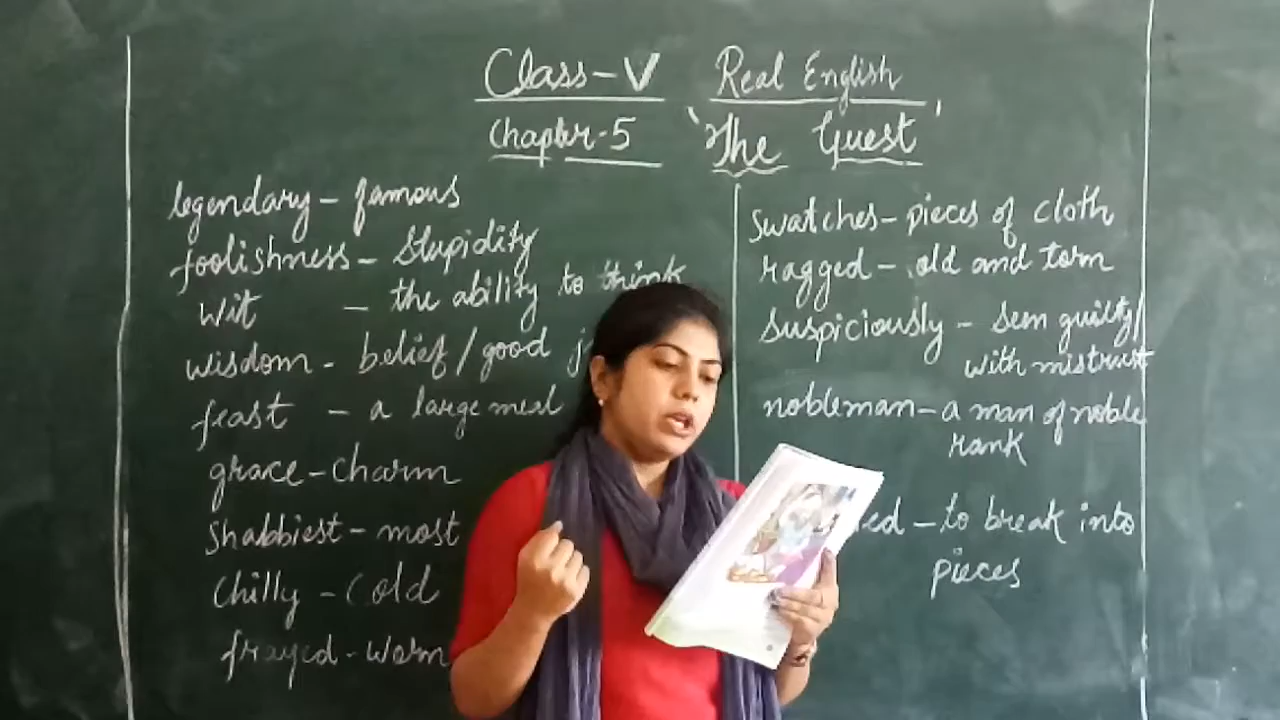 Class-V Real English
Chapter-5 'The Guest'
legendary - famous
foolishness - Stupidity
Wit - the ability to think
wisdom - belief/good
feast - a large meal
grace - Charm
Shabbiest - most
Chilly - Cold
frayed - Worn
Swatches - pieces of cloth
ragged - old and torn
Suspiciously - Sem guilty/
with mistrust
nobleman - a man of noble
rank
- to break into
pieces